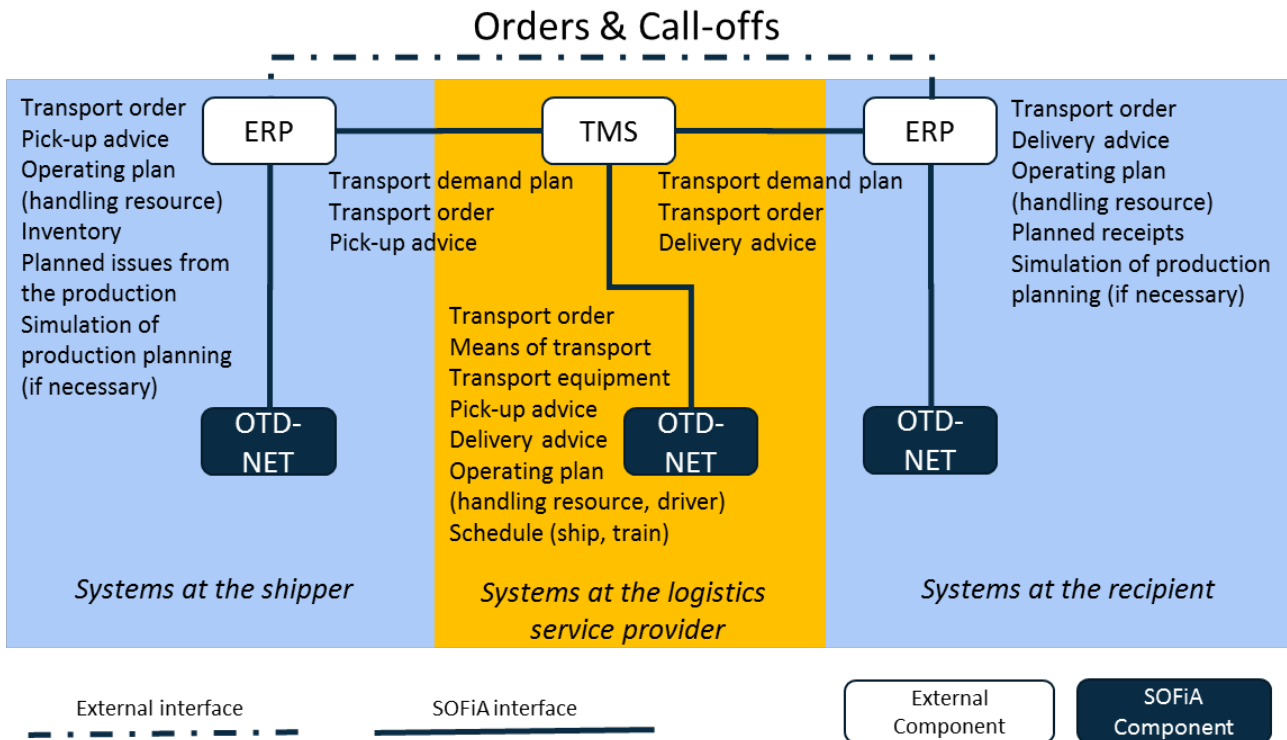 Orders & Call-offs
Transport order
Pick-up advice
Operating plan
(handling resource)
Inventory
Planned issues from
the production
Simulation of
production planning
(if necessary)
ERP
Transport demand plan
Transport order
Pick-up advice
TMS
Transport demand plan
Transport order
Delivery advice
ERP
Transport order
Delivery advice
Operating plan
(handling resource)
Planned receipts
Simulation of production
planning (if necessary)
OTD-
NET
Transport order
Means of transport
Transport equipment
Pick-up advice
Delivery advice
Operating plan
(handling resource, driver)
Schedule (ship, train)
OTD-
NET
OTD-
NET
Systems at the shipper
Systems at the logistics
service provider
Systems at the recipient
External interface
SOFiA interface
External
Component
SOFiA
Component